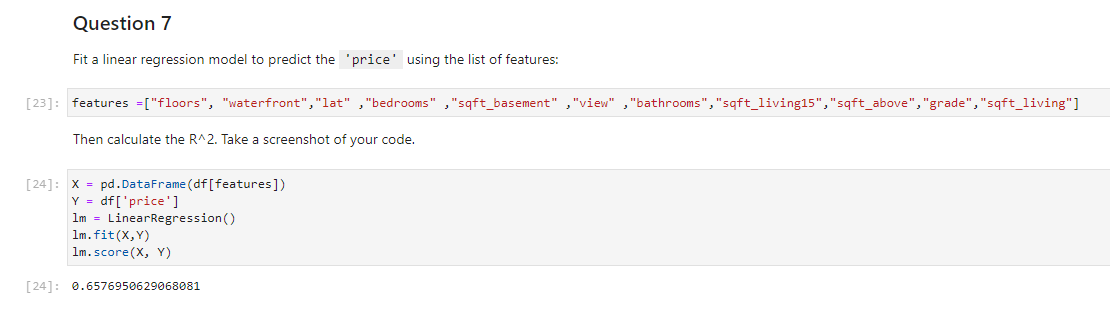 Question 7
Fit a linear regression model to predict the 'price' using the list of features:
[23]: features =["floors", "waterfront","lat" ,"bedrooms" ,"sqft_basement" ,"view" ,"bathrooms","sqft_living15","sqft_above","grade","sqft_living"]
Then calculate the R^2. Take a screenshot of your code.
[24]: X = pd.DataFrame(df[features])
Y = df['price']
lm = LinearRegression()
lm.fit(X,Y)
lm.score(X, Y)
[24]: 0.6576950629068081